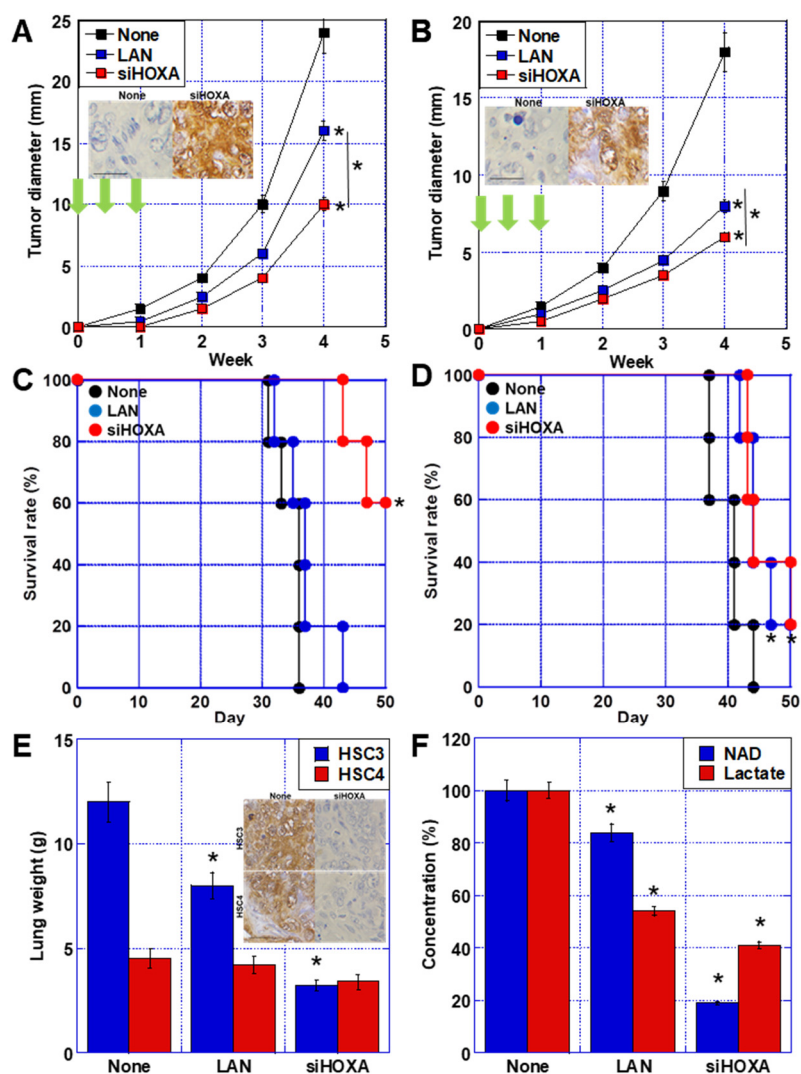 A
None
LAN
siHOXA
None siHOXA
* * *
Tumor diameter (mm)
25
20
15
10
5
0
0 1 2 3 4 5
Week
B
None
LAN
siHOXA
None siHOXA
* * *
Tumor diameter (mm)
20
15
10
5
0
0 1 2 3 4 5
Week
C
None
LAN
siHOXA
*
Survival rate (%)
100
80
60
40
20
0
0 10 20 30 40 50
Day
D
None
LAN
siHOXA
* *
Survival rate (%)
100
80
60
40
20
0
0 10 20 30 40 50
Day
E
HSC3
HSC4
None siHOXA
HSC3
HSC4
* *
Lung weight (g)
15
10
5
0
None LAN siHOXA
F
NAD
Lactate
* * * *
Concentration (%)
120
100
80
60
40
20
0
None LAN siHOXA